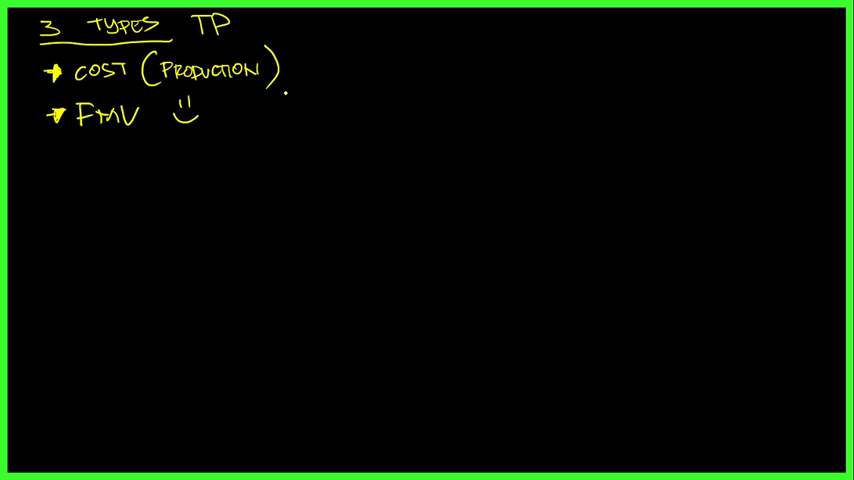 3 TYPES TP
→ COST (PRODUCTION)
→ FMV